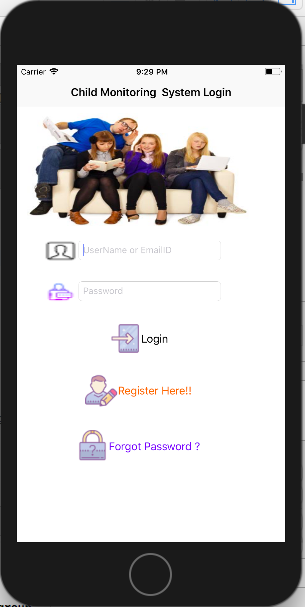 Carrier 9:29 PM
Child Monitoring  System Login
UserName or EmailID
Password
Login
Register Here!!
?
Forgot Password ?